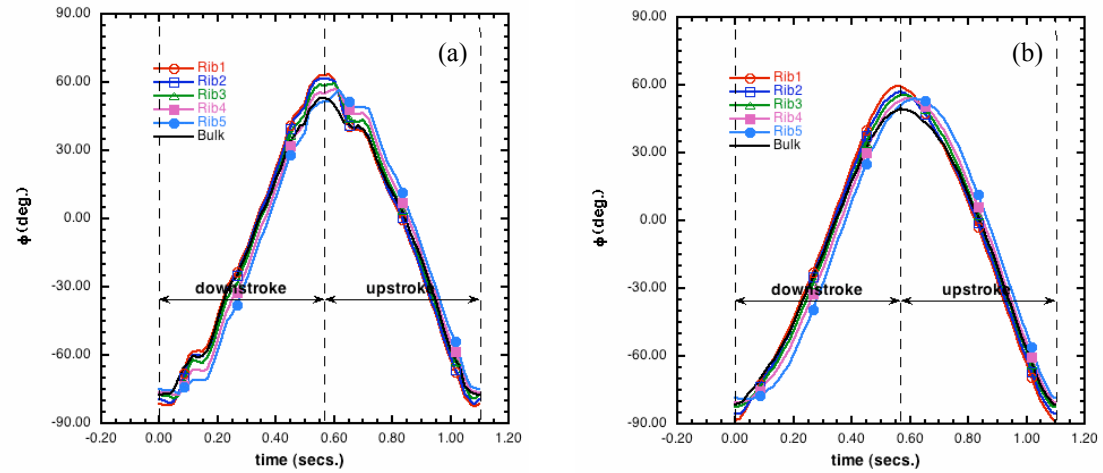 (a)
90.00
60.00
30.00
0.00
-30.00
-60.00
-90.00
ϕ (deg.)
Rib1
Rib2
Rib3
Rib4
Rib5
Bulk
downstroke
upstroke
-0.20
0.00
0.20
0.40
0.60
0.80
1.00
1.20
time (secs.)
(b)
90.00
60.00
30.00
0.00
-30.00
-60.00
-90.00
ϕ (deg.)
Rib1
Rib2
Rib3
Rib4
Rib5
Bulk
downstroke
upstroke
-0.20
0.00
0.20
0.40
0.60
0.80
1.00
1.20
time (secs.)